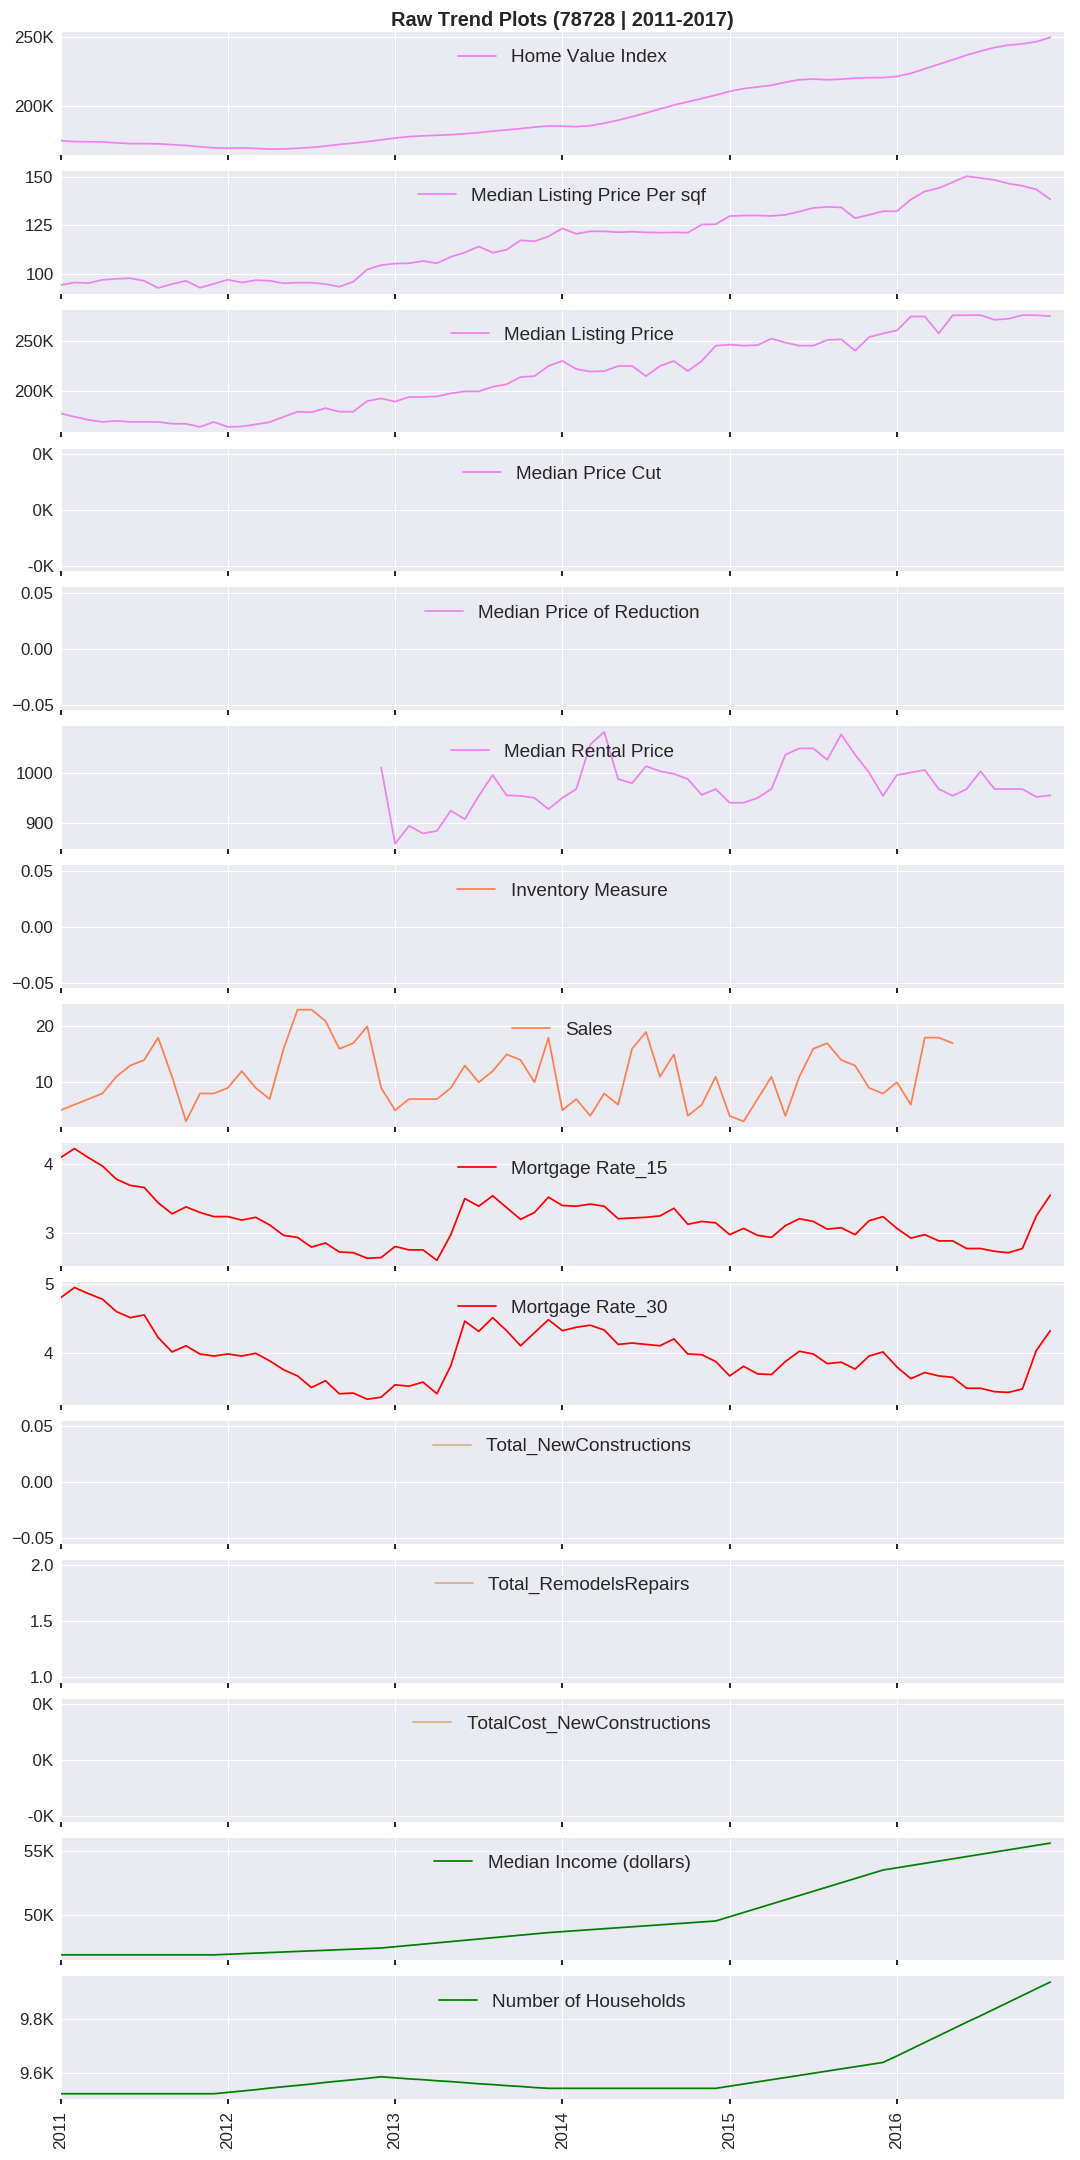 Raw Trend Plots (78728 | 2011-2017)
250K
200K
Home Value Index
150
125
100
Median Listing Price Per sqf
250K
200K
Median Listing Price
0K
0K
-0K
Median Price Cut
0.05
0.00
−0.05
Median Price of Reduction
1000
900
Median Rental Price
0.05
0.00
−0.05
Inventory Measure
20
10
Sales
4
3
Mortgage Rate_15
5
4
Mortgage Rate_30
0.05
0.00
−0.05
Total_NewConstructions
2.0
1.5
1.0
Total_RemodelsRepairs
0K
0K
-0K
TotalCost_NewConstructions
55K
50K
Median Income (dollars)
9.8K
9.6K
Number of Households
2011
2012
2013
2014
2015
2016